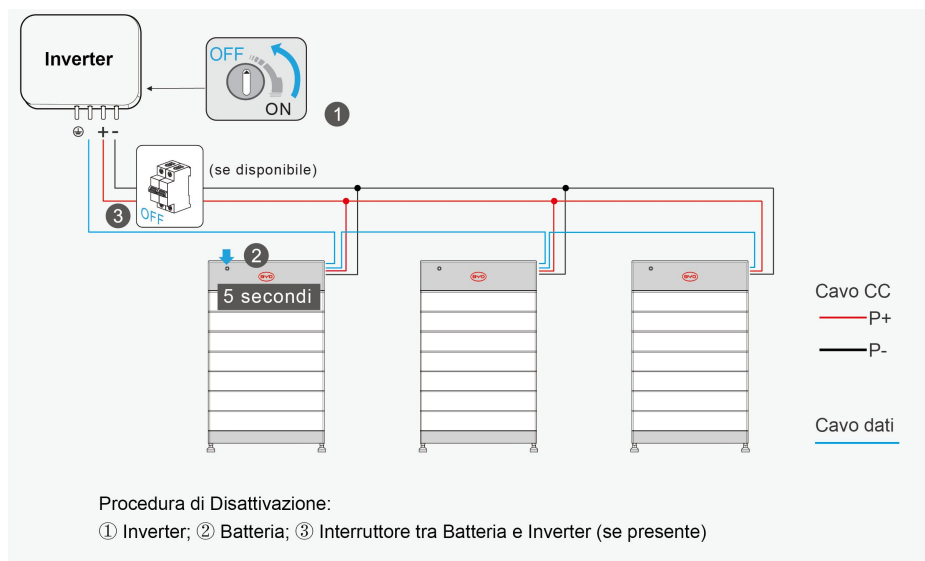 Inverter
OFF
ON
1
+ -
(se disponibile)
3
OFF
2
BYD
BYD
BYD
5 secondi
Cavo CC
P+
P-
Cavo dati
Procedura di Disattivazione:
① Inverter; ② Batteria; ③ Interruttore tra Batteria e Inverter (se presente)